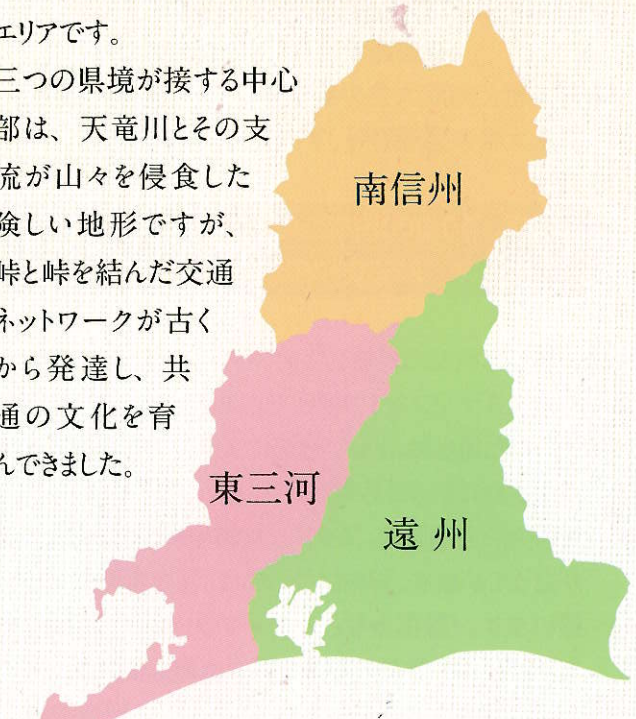 エリアです。
三つの県境が接する中心
部は、天竜川とその支
流が山々を侵食した
険しい地形ですが、
峠と峠を結んだ交通
ネットワークが古く
から発達し、共
通の文化を育
んできました。
南信州
東三河
遠州